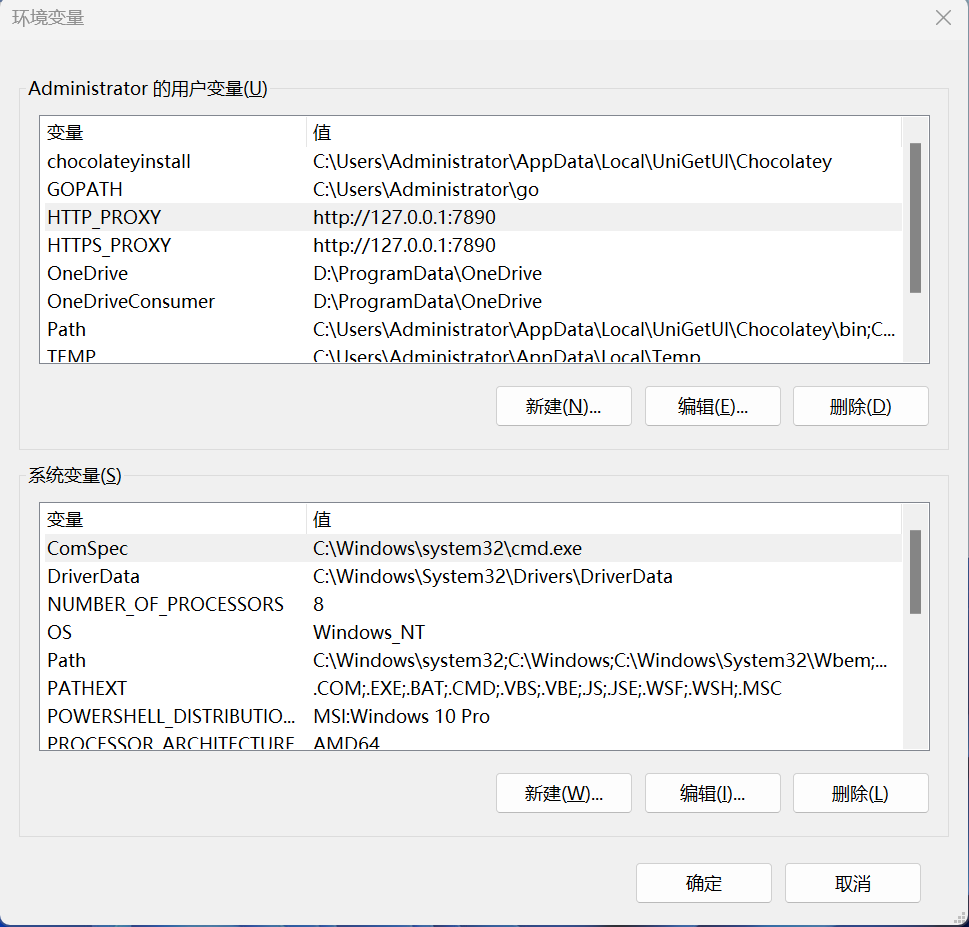 环境变量
Administrator 的用户变量(U)
变量 值
chocolateyinstall C:\Users\Administrator\AppData\Local\UniGetUI\Chocolatey
GOPATH C:\Users\Administrator\go
HTTP_PROXY http://127.0.0.1:7890
HTTPS_PROXY http://127.0.0.1:7890
OneDrive D:\ProgramData\OneDrive
OneDriveConsumer D:\ProgramData\OneDrive
Path C:\Users\Administrator\AppData\Local\UniGetUI\Chocolatey\bin;C...
TEMP C:\Users\Administrator\AppData\Local\Temp
新建(N)... 编辑(E)... 删除(D)
系统变量(S)
变量 值
ComSpec C:\Windows\system32\cmd.exe
DriverData C:\Windows\System32\Drivers\DriverData
NUMBER_OF_PROCESSORS 8
OS Windows_NT
Path C:\Windows\system32;C:\Windows;C:\Windows\System32\Wbem;...
PATHEXT .COM;.EXE;.BAT;.CMD;.VBS;.VBE;.JS;.JSE;.WSF;.WSH;.MSC
POWERSHELL_DISTRIBUTIO... MSI:Windows 10 Pro
PROCESSOR_ARCHITECTURE AMD64
新建(W)... 编辑(I)... 删除(L)
确定 取消